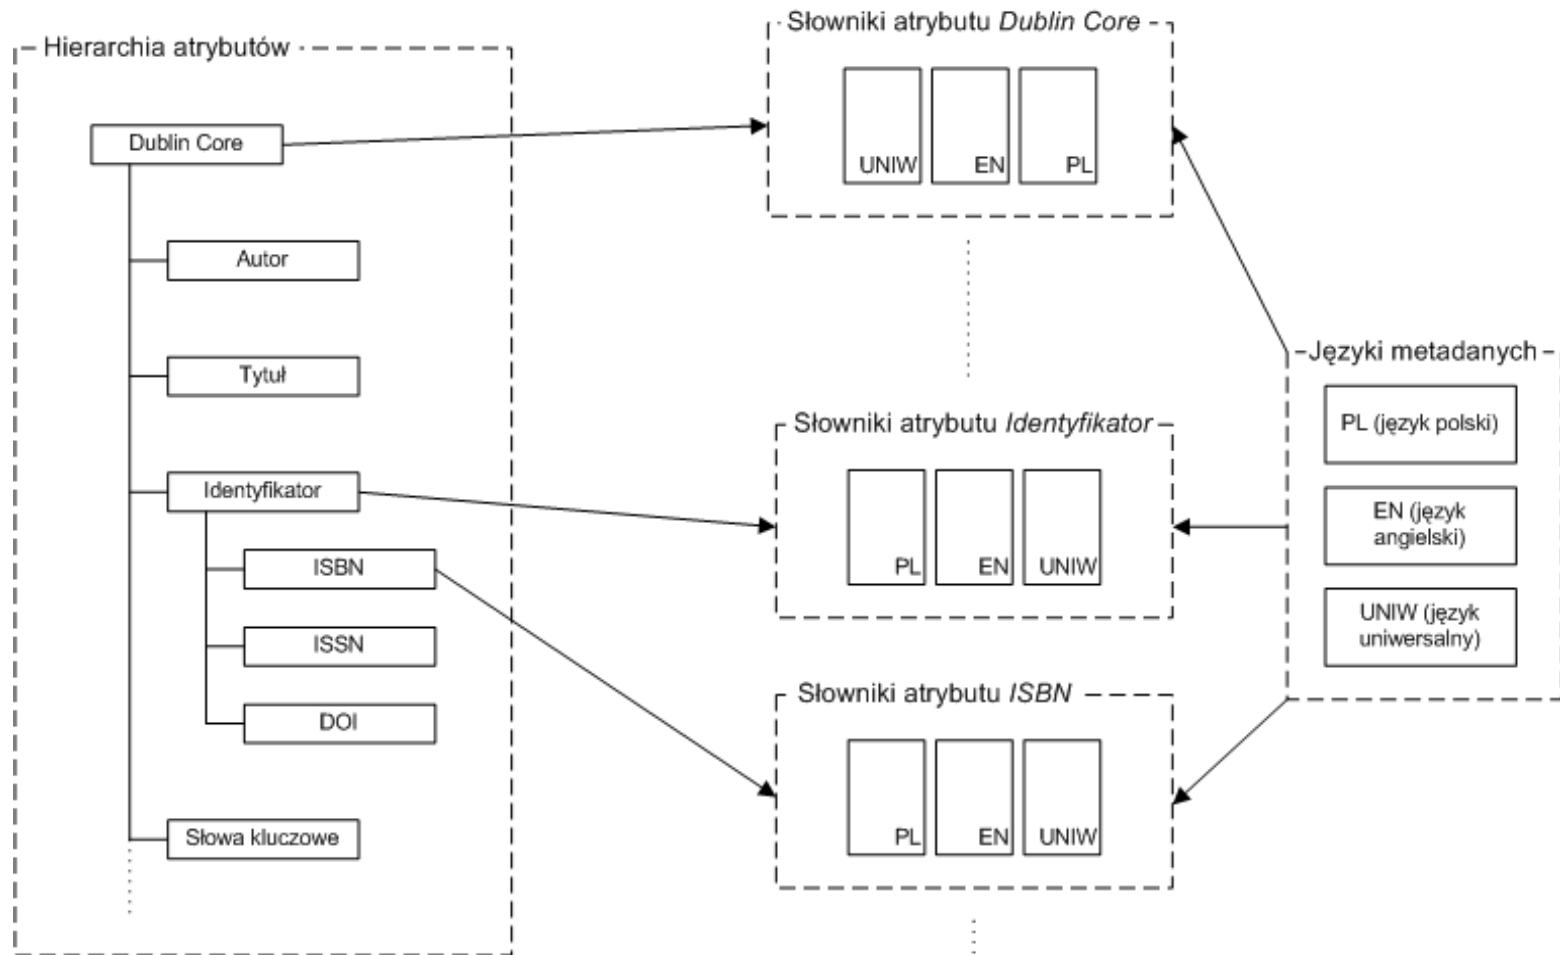 Hierarchia atrybutów
Dublin Core
Autor
Tytuł
Identyfikator
ISBN
ISSN
DOI
Słowa kluczowe
Słowniki atrybutu Dublin Core
UNIW
EN
PL
Słowniki atrybutu Identyfikator
PL
EN
UNIW
Słowniki atrybutu ISBN
PL
EN
UNIW
Języki metadanych
PL (język polski)
EN (język
angielski)
UNIW (język
uniwersalny)